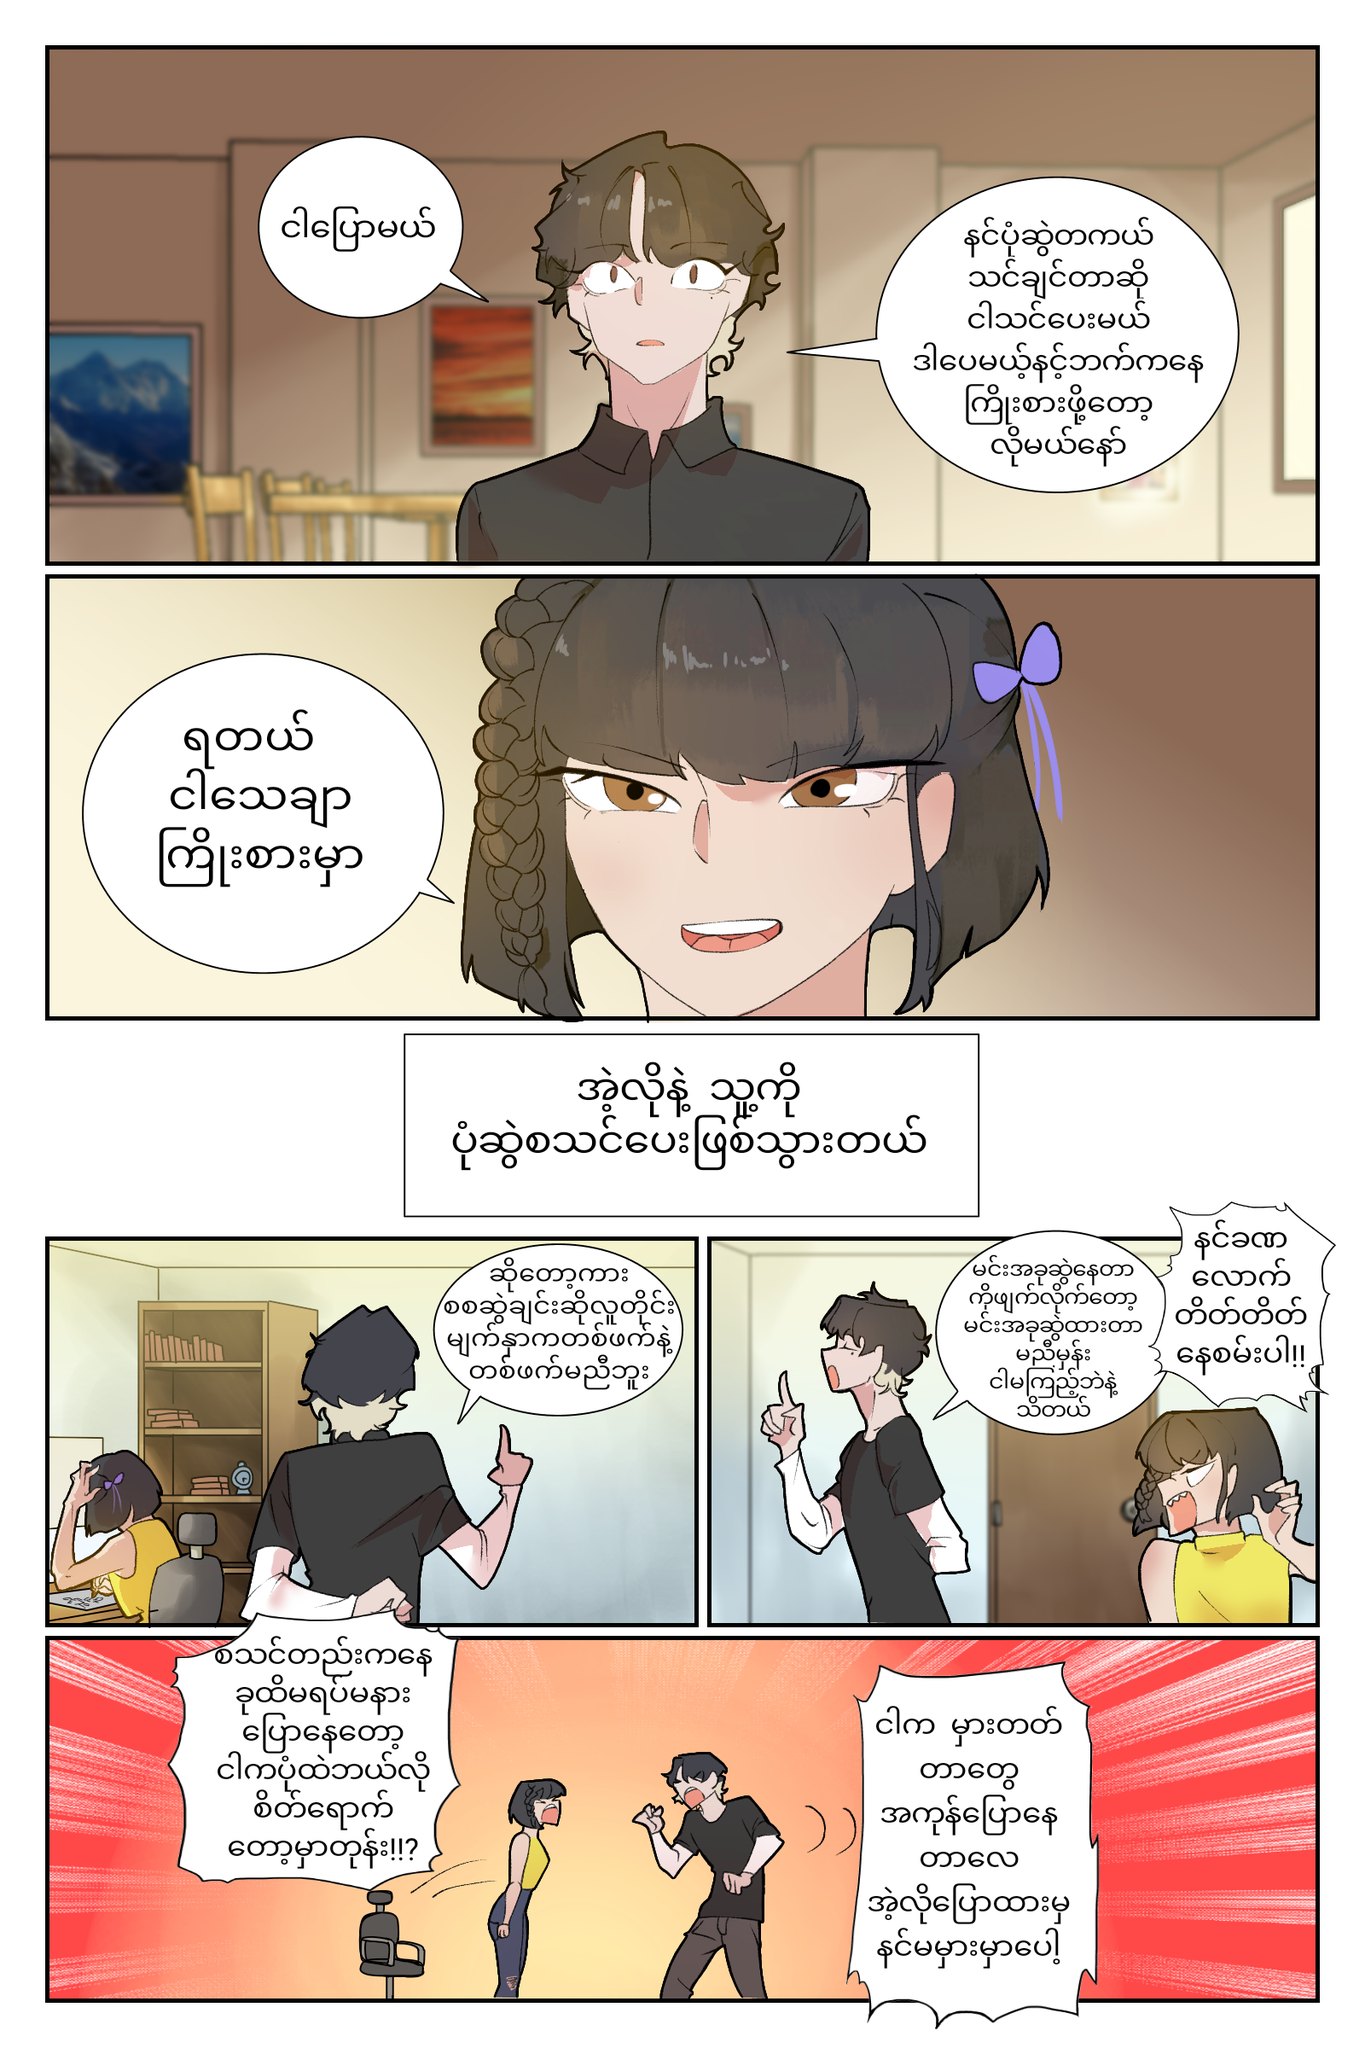 ငါပြောမယ်
နင်ပုံဆွဲတကယ်
သင်ချင်တာဆို
ငါသင်ပေးမယ်
ဒါပေမယ့်နင့်ဘက်ကနေ
ကြိုးစားဖို့တော့
လိုမယ်နော်
ရတယ်
ငါသေချာ
ကြိုးစားမှာ
အဲ့လိုနဲ့ သူ့ကို
ပုံဆွဲစသင်ပေးဖြစ်သွားတယ်
ဆိုတော့ကား
စစဆွဲချင်းဆိုလူတိုင်း
မျက်နှာကတစ်ဖက်နဲ့
တစ်ဖက်မညီဘူး
မင်းအခုဆွဲနေတာ
ကိုဖျက်လိုက်တော့
မင်းအခုဆွဲထားတာ
မညီမှန်း
ငါမကြည့်ဘဲနဲ့
သိတယ်
နင်ခဏ
လောက်
တိတ်တိတ်
နေစမ်းပါ!!
စသင်တည်းကနေ
ခုထိမရပ်မနား
ပြောနေတော့
ငါကပုံထဲဘယ်လို
စိတ်ရောက်
တော့မှာတုန်း!!?
ငါက မှားတတ်
တာတွေ
အကုန်ပြောနေ
တာလေ
အဲ့လိုပြောထားမှ
နင်မမှားမှာပေါ့